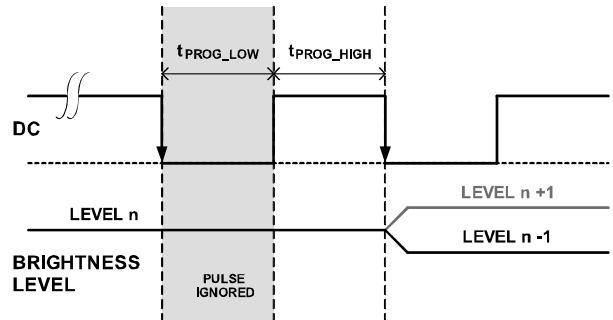 tPROG_LOW
tPROG_HIGH
DC
LEVEL n +1
LEVEL n
LEVEL n -1
BRIGHTNESS
LEVEL
PULSE
IGNORED